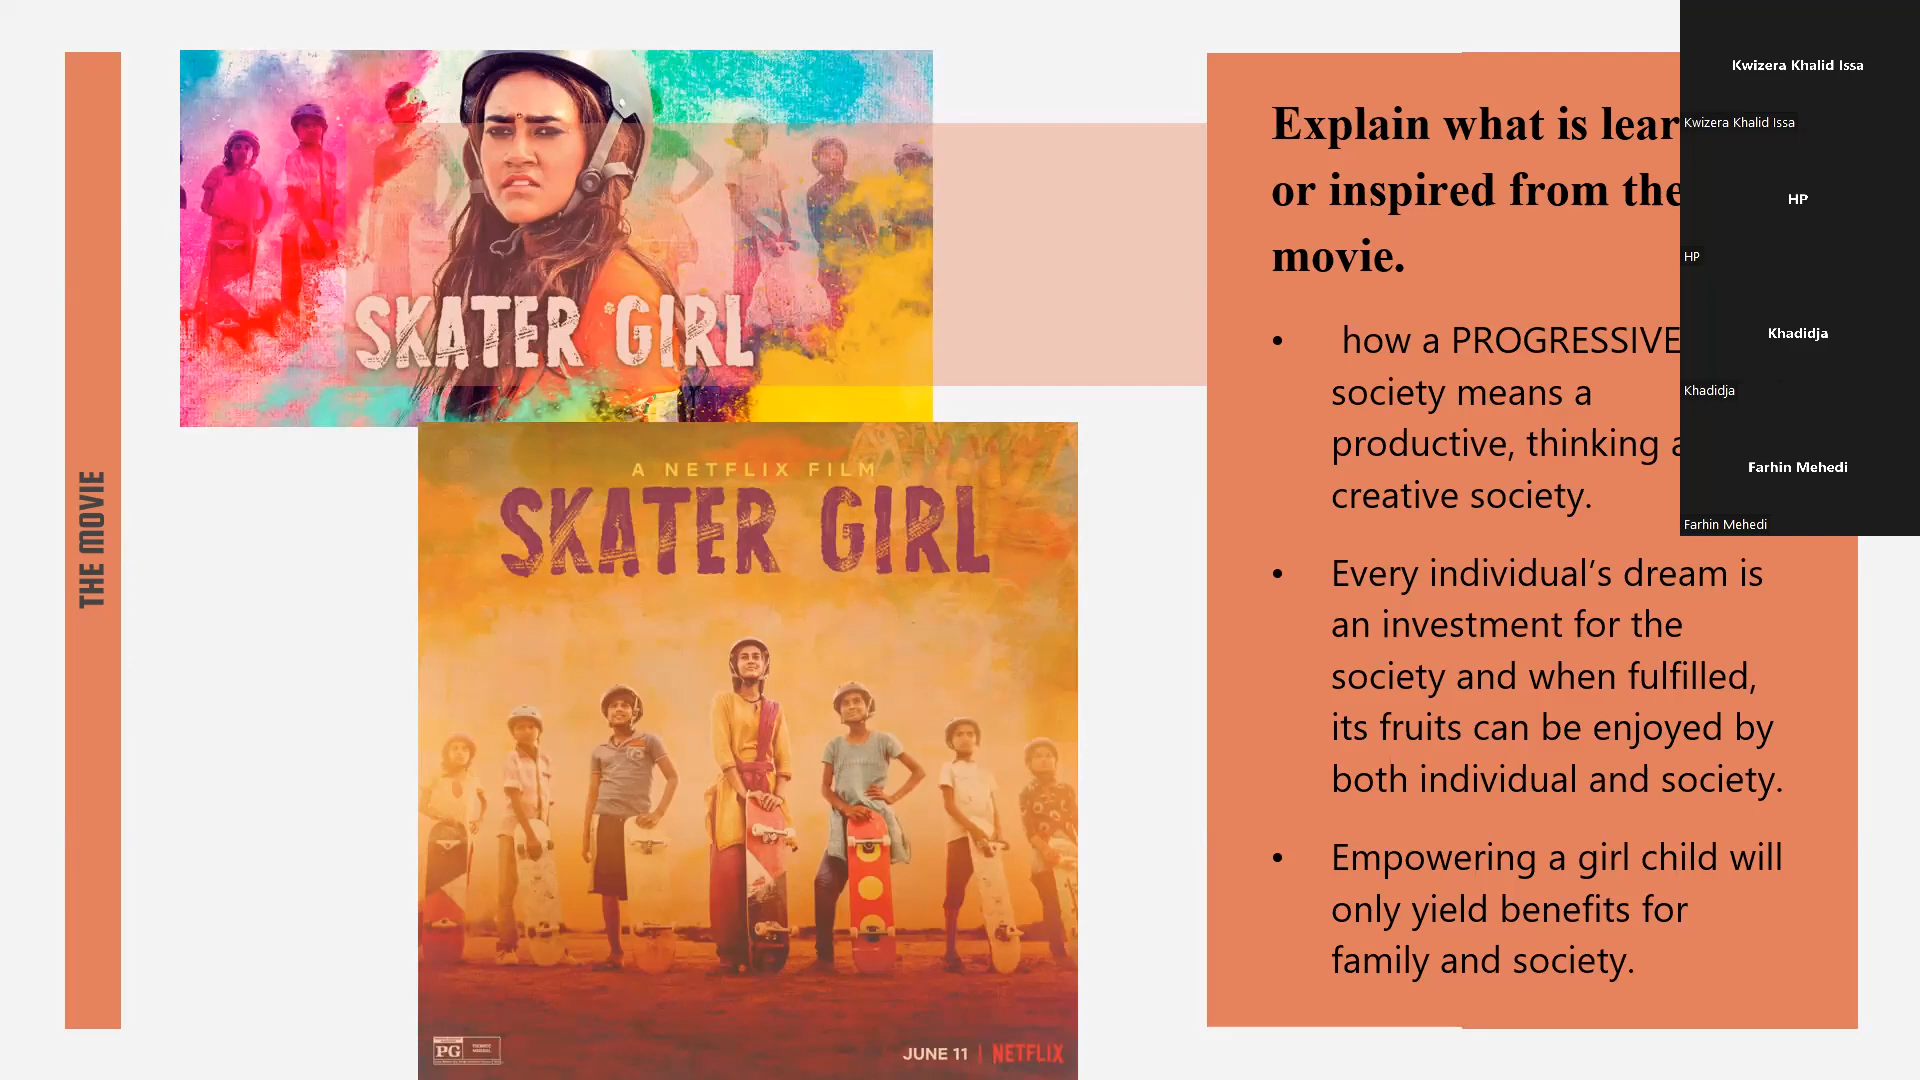 THE MOVIE
SKATER GIRL
A NETFLIX FILM
SKATER GIRL
PG
JUNE 11 | NETFLIX
Explain what is lear
or inspired from the
movie.
• how a PROGRESSIVE
society means a
productive, thinking a
creative society.
• Every individual’s dream is
an investment for the
society and when fulfilled,
its fruits can be enjoyed by
both individual and society.
• Empowering a girl child will
only yield benefits for
family and society.
Kwizera Khalid Issa
Kwizera Khalid Issa
HP
HP
Khadidja
Khadidja
Farhin Mehedi
Farhin Mehedi